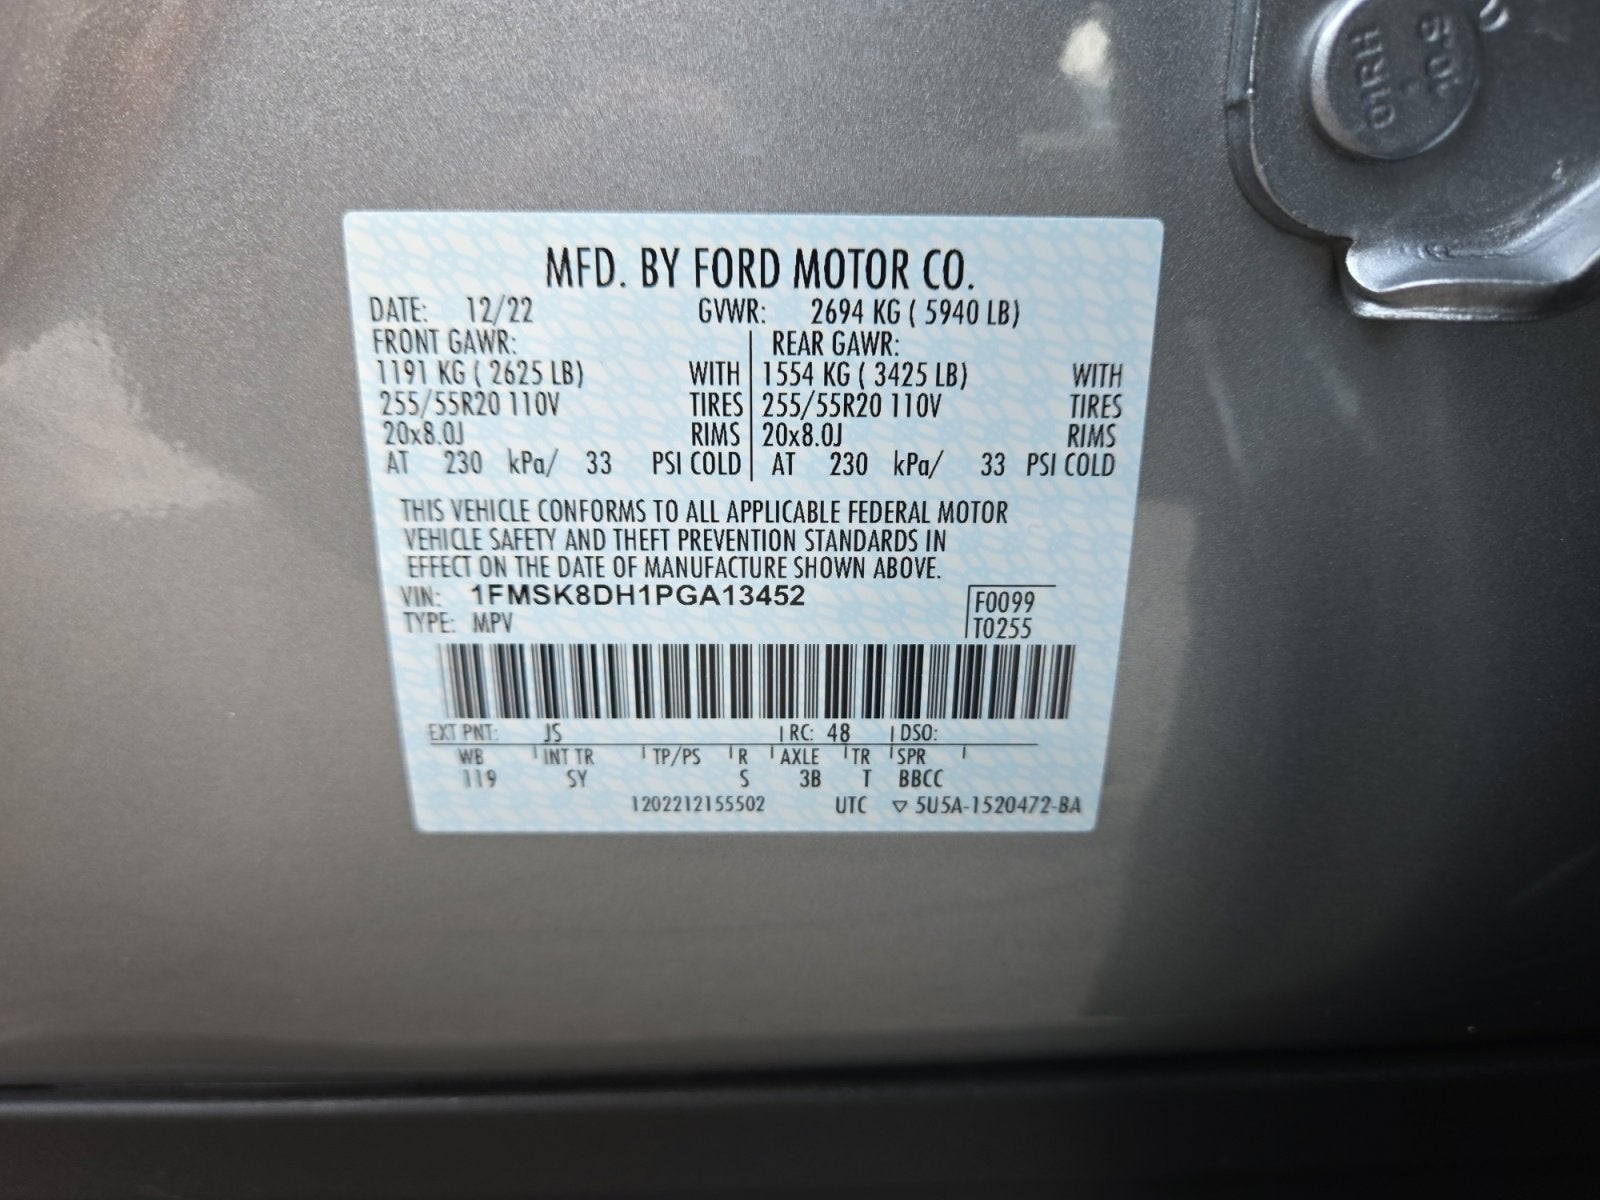 01RH S.01
MFD. BY FORD MOTOR CO.
DATE: 12/22 GVWR: 2694 KG ( 5940 LB)
FRONT GAWR: REAR GAWR:
1191 KG ( 2625 LB) WITH 1554 KG ( 3425 LB) WITH
255/55R20 110V TIRES 255/55R20 110V TIRES
20x8.0J RIMS 20x8.0J RIMS
AT 230 kPa/ 33 PSI COLD AT 230 kPa/ 33 PSI COLD
THIS VEHICLE CONFORMS TO ALL APPLICABLE FEDERAL MOTOR
VEHICLE SAFETY AND THEFT PREVENTION STANDARDS IN
EFFECT ON THE DATE OF MANUFACTURE SHOWN ABOVE.
VIN: 1FMSK8DH1PGA13452 F0099
TYPE: MPV T0255
EXT PNT: JS RC: 48 DSO:
WB INT TR TP/PS R AXLE TR SPR
119 SY S 3B T BBCC
1202212155502 UTC ▽ 5U5A-1520472-BA